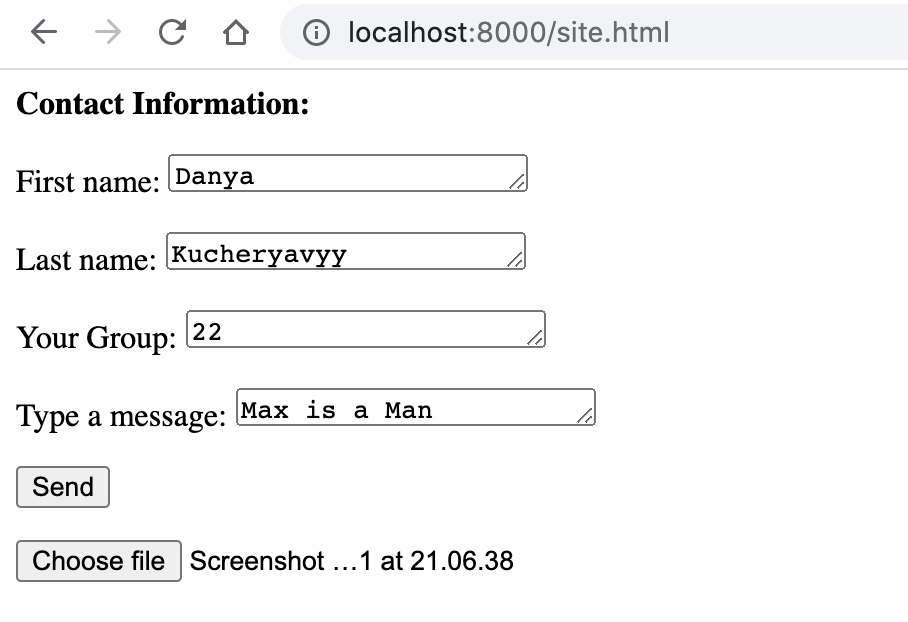 localhost:8000/site.html
Contact Information:
First name: Danya
Last name: Kucheryavyy
Your Group: 22
Type a message: Max is a Man
Send
Choose file Screenshot …1 at 21.06.38